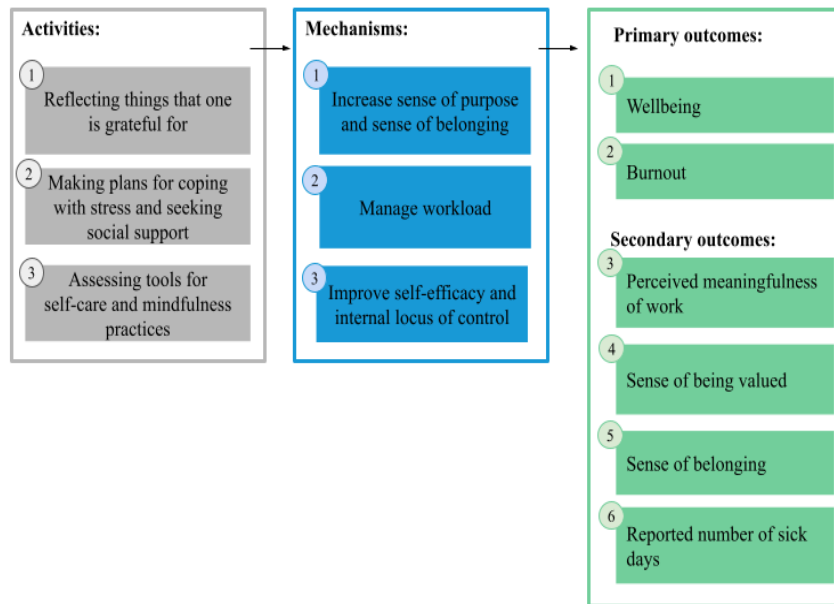 Activities:
1
Reflecting things that one
is grateful for
2
Making plans for coping
with stress and seeking
social support
3
Assessing tools for
self-care and mindfulness
practices
Mechanisms:
1
Increase sense of purpose
and sense of belonging
2
Manage workload
3
Improve self-efficacy and
internal locus of control
Primary outcomes:
1
Wellbeing
2
Burnout
Secondary outcomes:
3
Perceived meaningfulness
of work
4
Sense of being valued
5
Sense of belonging
6
Reported number of sick
days